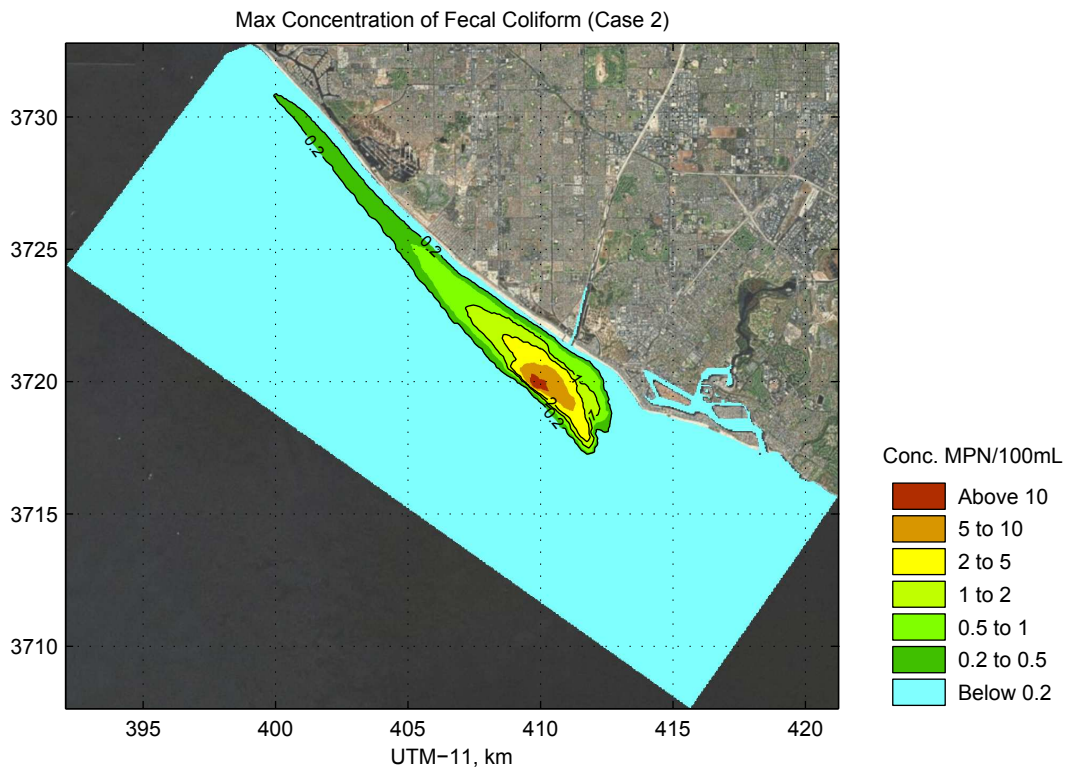 Max Concentration of Fecal Coliform (Case 2)
3730
3725
3720
3715
3710
0.2
0.2
1
2
1
0.2
395
400
405
410
415
420
UTM−11, km
Conc. MPN/100mL
Above 10
5 to 10
2 to 5
1 to 2
0.5 to 1
0.2 to 0.5
Below 0.2